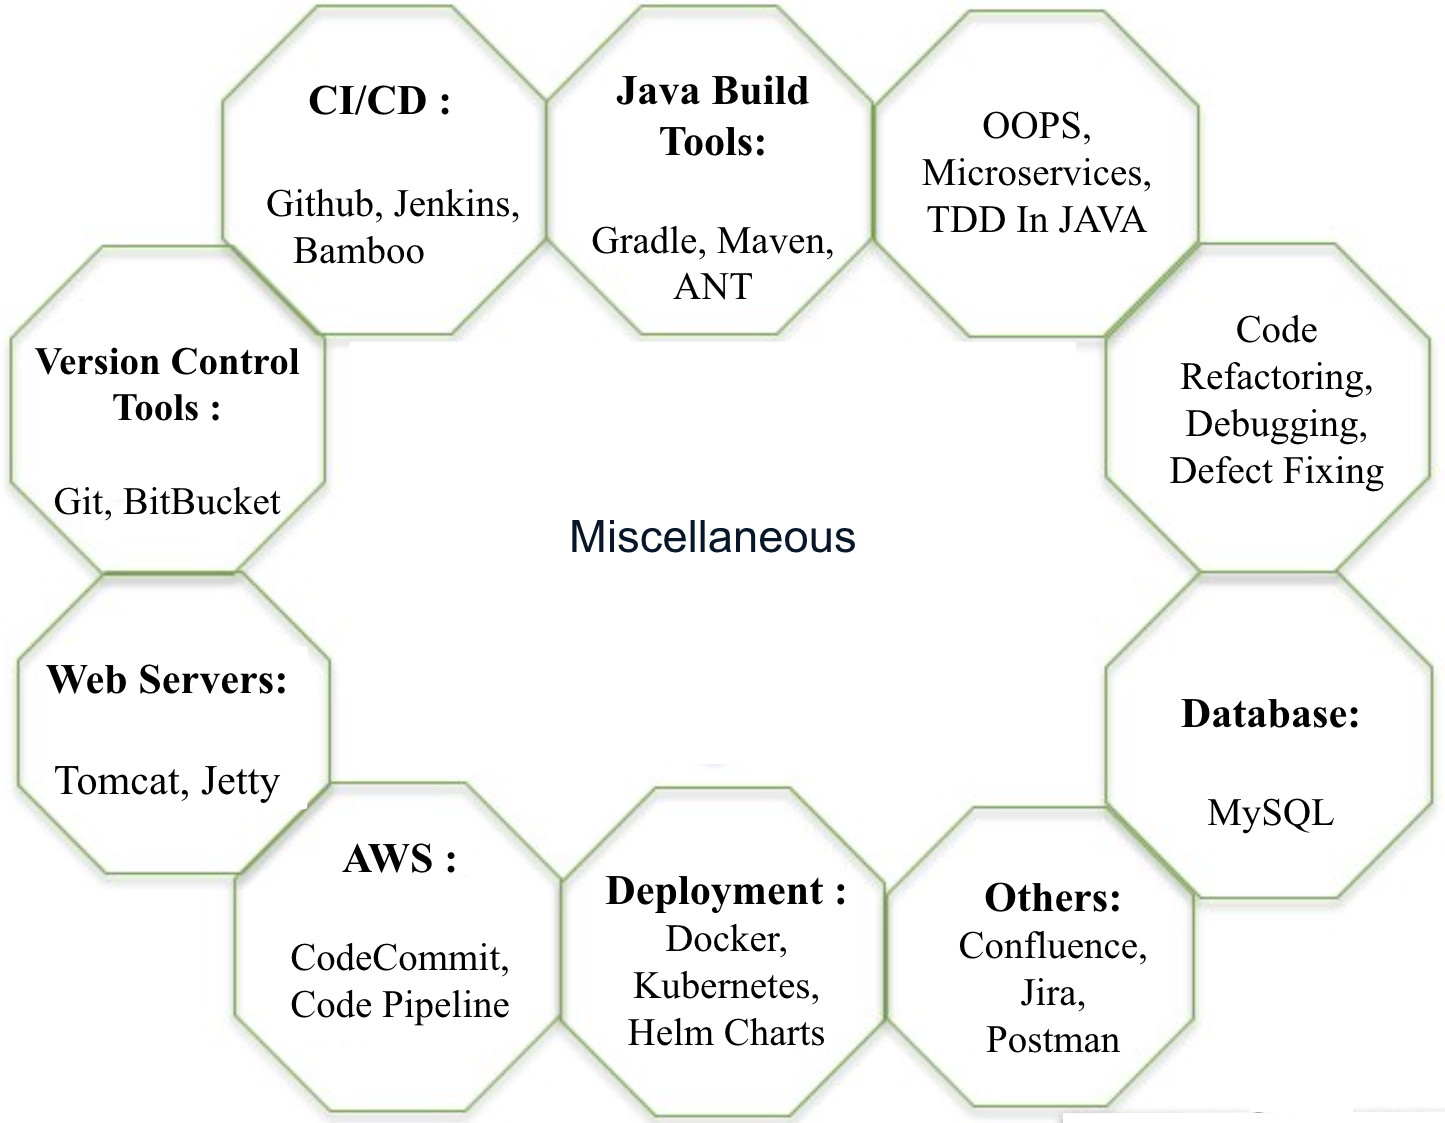 CI/CD :
Github, Jenkins,
Bamboo
Java Build
Tools:
Gradle, Maven,
ANT
OOPS,
Microservices,
TDD In JAVA
Version Control
Tools :
Git, BitBucket
Code
Refactoring,
Debugging,
Defect Fixing
Miscellaneous
Web Servers:
Tomcat, Jetty
Database:
MySQL
AWS :
CodeCommit,
Code Pipeline
Deployment :
Docker,
Kubernetes,
Helm Charts
Others:
Confluence,
Jira,
Postman